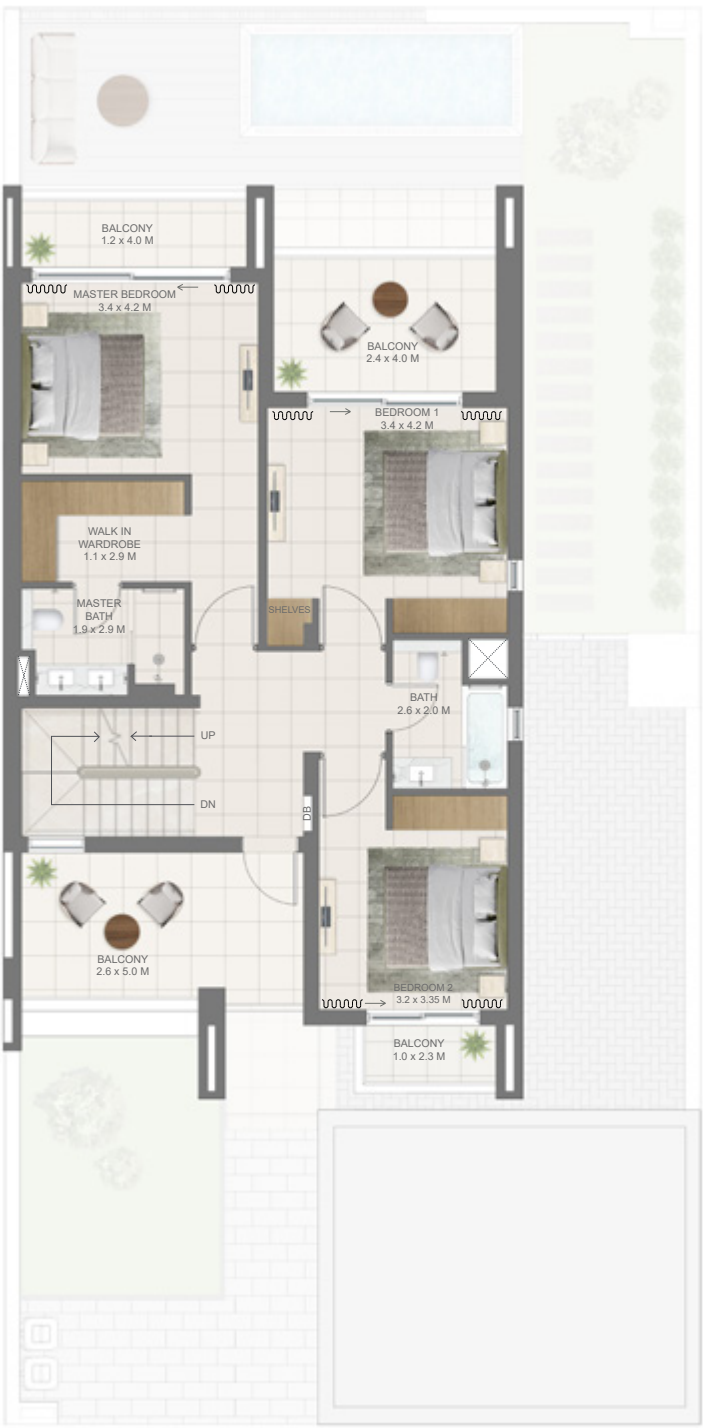 BALCONY
1.2 x 4.0 M
MASTER BEDROOM
3.4 x 4.2 M
BALCONY
2.4 x 4.0 M
BEDROOM 1
3.4 x 4.2 M
WALK IN
WARDROBE
1.1 x 2.9 M
MASTER
BATH
1.9 x 2.9 M
SHELVES
BATH
2.6 x 2.0 M
UP
DN
DB
BALCONY
2.6 x 5.0 M
BEDROOM 2
3.2 x 3.35 M
BALCONY
1.0 x 2.3 M